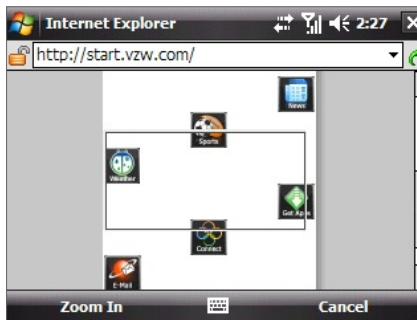 Internet Explorer 2:27
http://start.vzw.com/
News
Sports
Weather
Get Apps
Connect
E-Mail
Zoom In Cancel